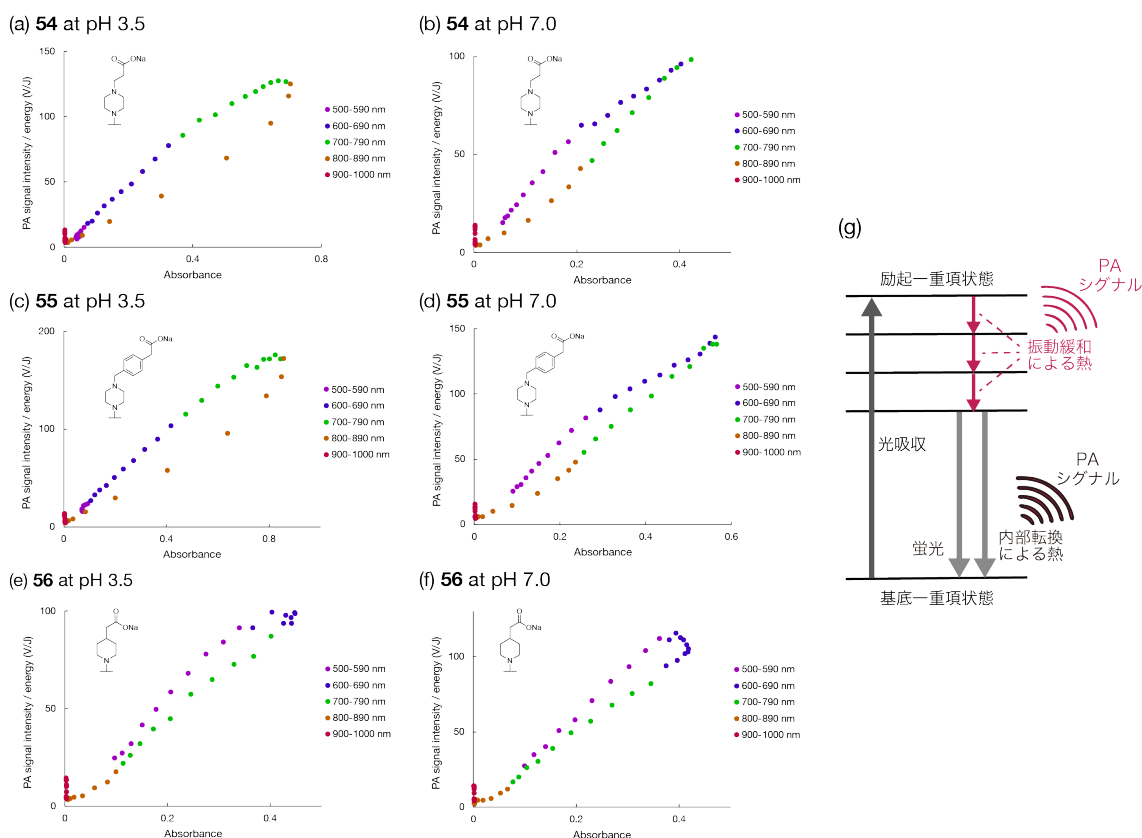 (a) 54 at pH 3.5
150
100
50
0
0
0.2
0.4
0.6
0.8
PA signal intensity / energy (V/J)
Absorbance
O
ONa
N
N
500-590 nm
600-690 nm
700-790 nm
800-890 nm
900-1000 nm
(b) 54 at pH 7.0
100
50
0
0
0.2
0.4
PA signal intensity / energy (V/J)
Absorbance
O
ONa
N
N
500-590 nm
600-690 nm
700-790 nm
800-890 nm
900-1000 nm
(c) 55 at pH 3.5
200
100
0
0
0.4
0.8
PA signal intensity / energy (V/J)
Absorbance
O
ONa
N
N
500-590 nm
600-690 nm
700-790 nm
800-890 nm
900-1000 nm
(d) 55 at pH 7.0
150
100
50
0
0
0.2
0.4
0.6
PA signal intensity / energy (V/J)
Absorbance
O
ONa
N
N
500-590 nm
600-690 nm
700-790 nm
800-890 nm
900-1000 nm
(e) 56 at pH 3.5
100
50
0
0
0.2
0.4
PA signal intensity / energy (V/J)
Absorbance
O
ONa
N
500-590 nm
600-690 nm
700-790 nm
800-890 nm
900-1000 nm
(f) 56 at pH 7.0
100
50
0
0
0.2
0.4
PA signal intensity / energy (V/J)
Absorbance
O
ONa
N
500-590 nm
600-690 nm
700-790 nm
800-890 nm
900-1000 nm
(g)
励起一重項状態
PA
シグナル
振動緩和
による熱
光吸収
PA
シグナル
蛍光
内部転換
による熱
基底一重項状態